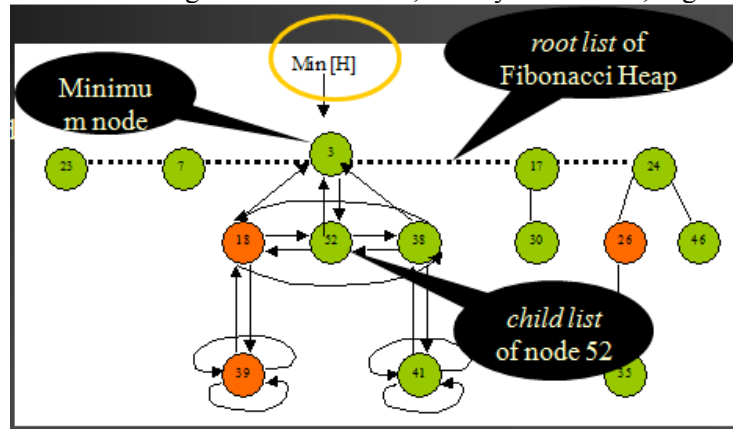 Min [H]
root list of
Fibonacci Heap
Minimu
m node
3
23
7
17
24
18
52
38
30
26
46
child list
of node 52
39
41
35